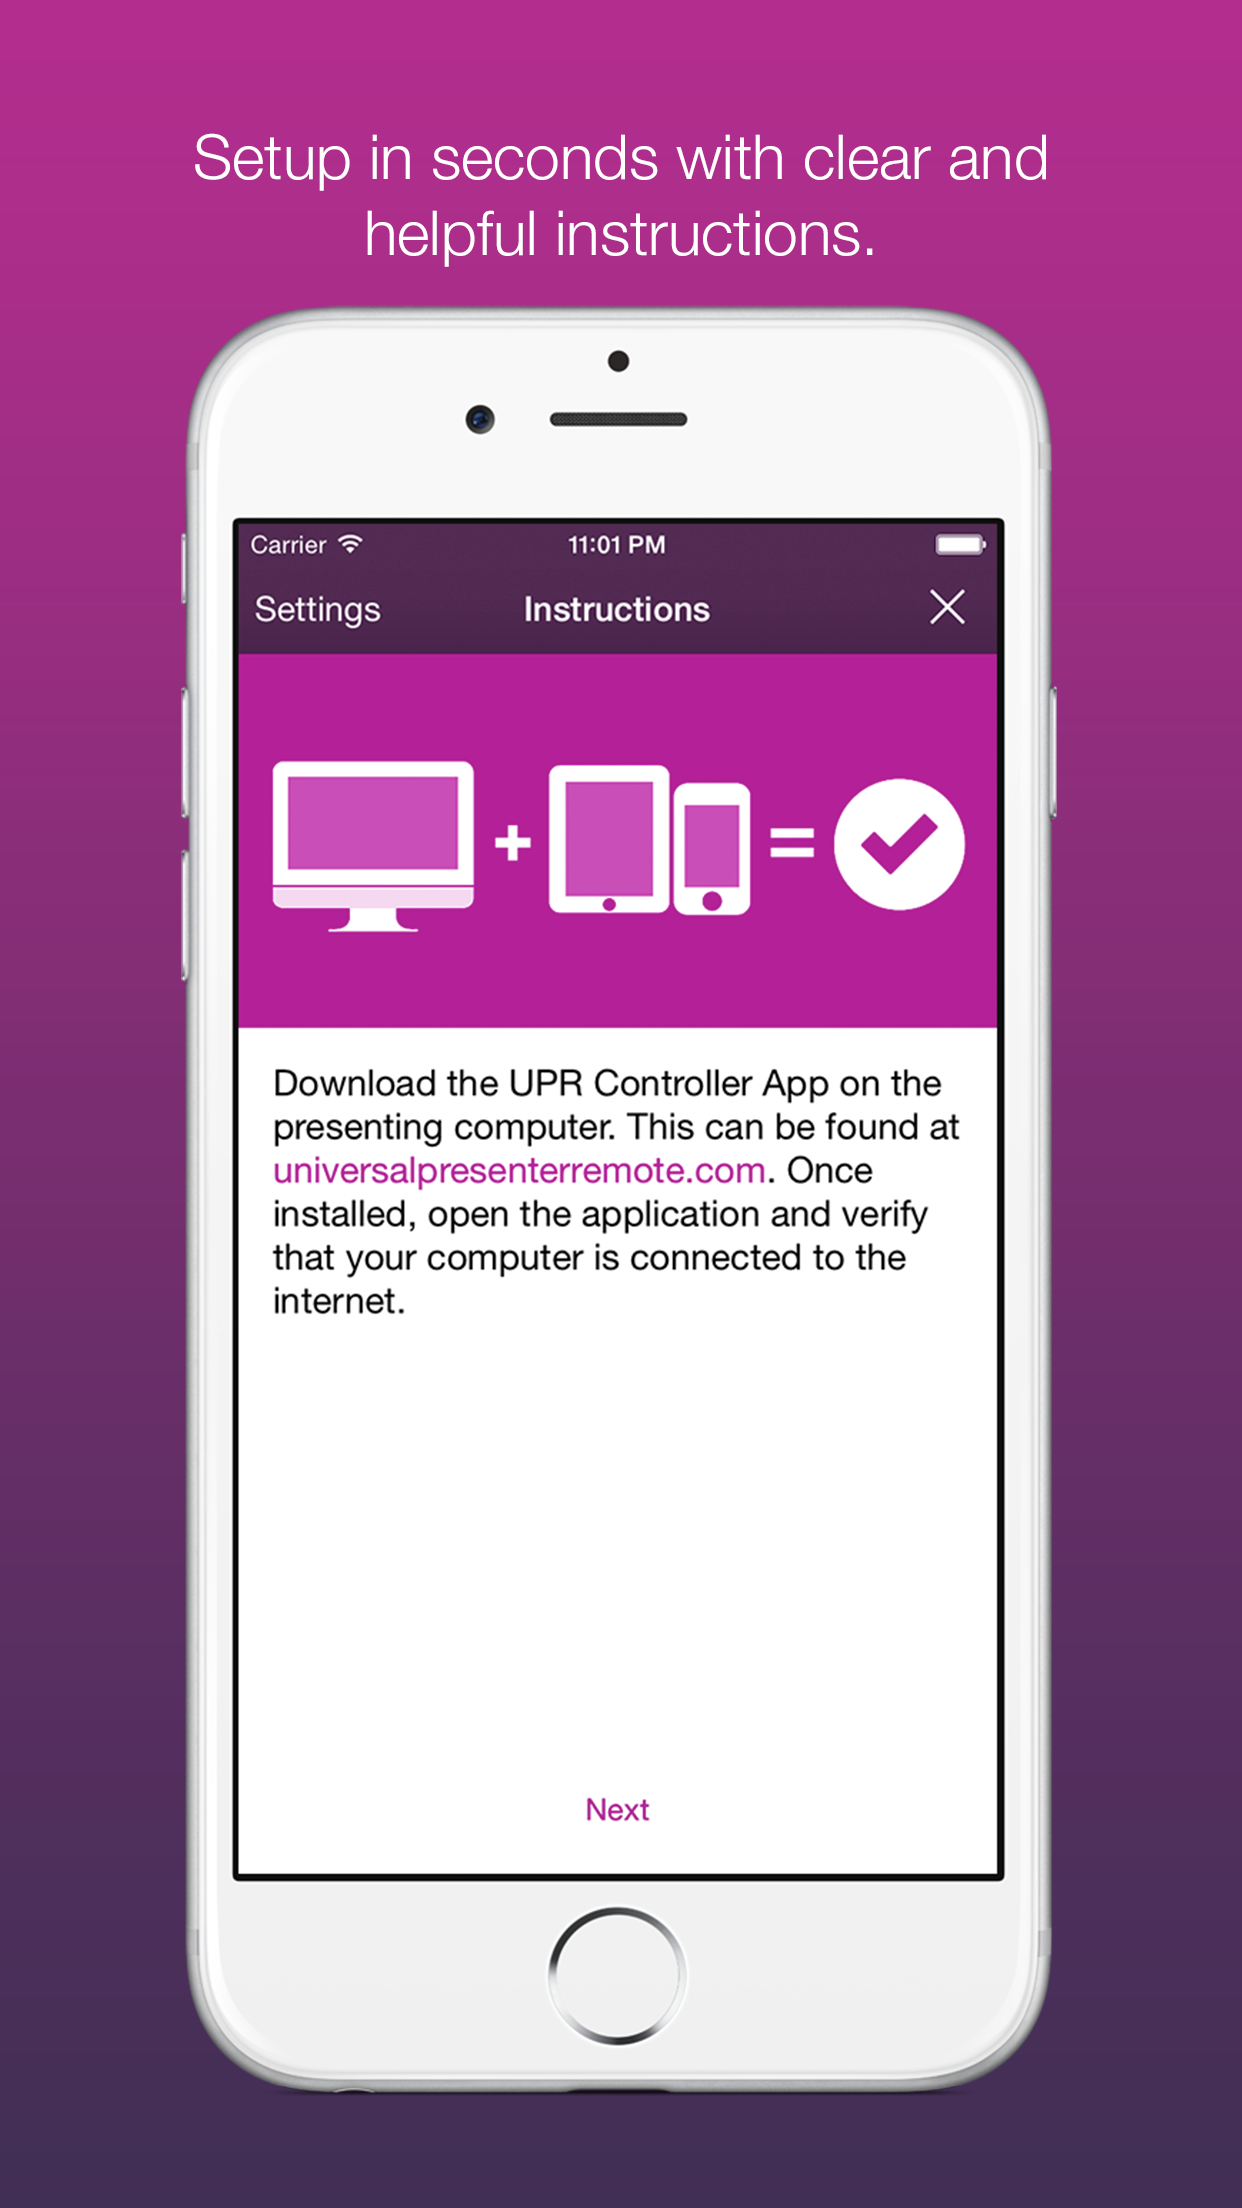 Setup in seconds with clear and
helpful instructions.
Carrier 11:01 PM
Settings Instructions
Download the UPR Controller App on the
presenting computer. This can be found at
universalpresenterremote.com. Once
installed, open the application and verify
that your computer is connected to the
internet.
Next